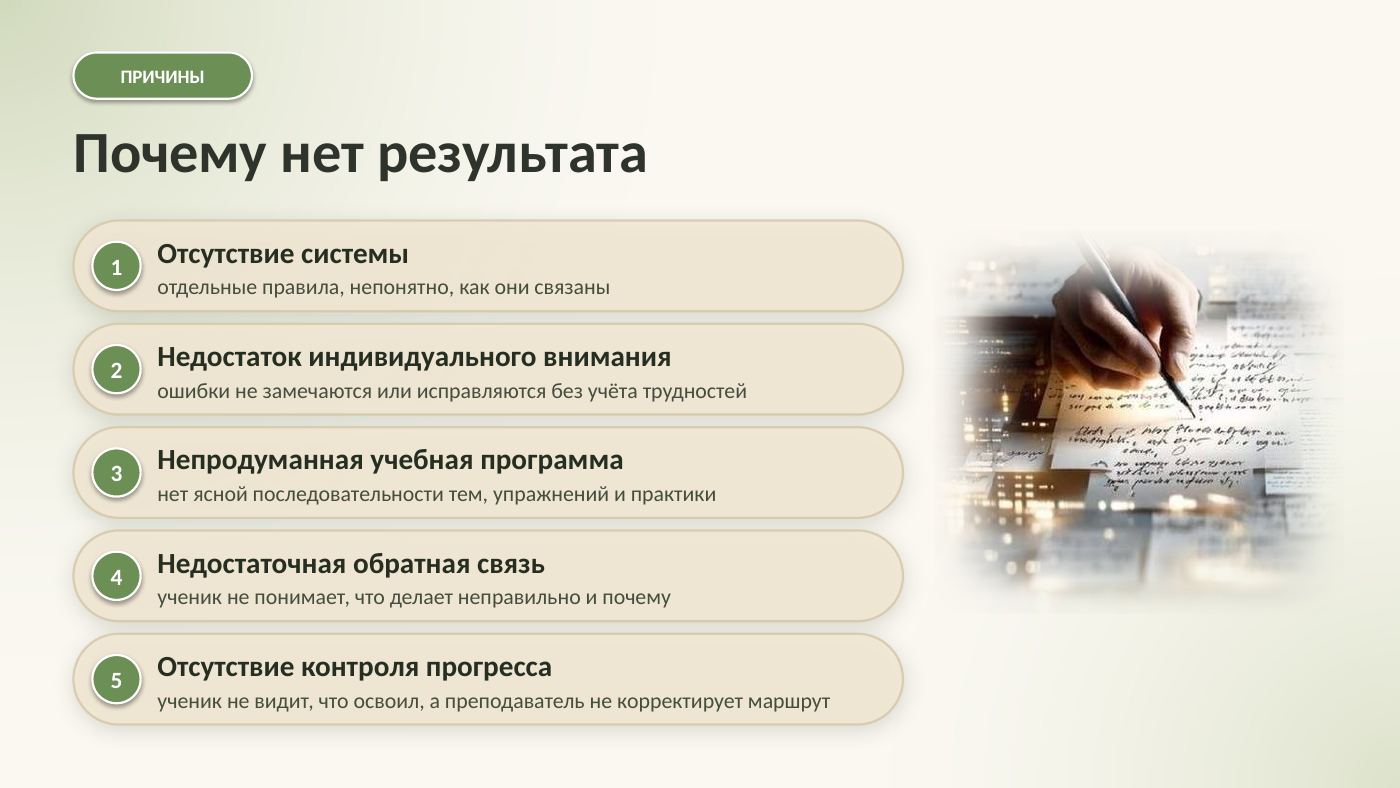 ПРИЧИНЫ
Почему нет результата
1
Отсутствие системы
отдельные правила, непонятно, как они связаны
2
Недостаток индивидуального внимания
ошибки не замечаются или исправляются без учёта трудностей
3
Непродуманная учебная программа
нет ясной последовательности тем, упражнений и практики
4
Недостаточная обратная связь
ученик не понимает, что делает неправильно и почему
5
Отсутствие контроля прогресса
ученик не видит, что освоил, а преподаватель не корректирует маршрут